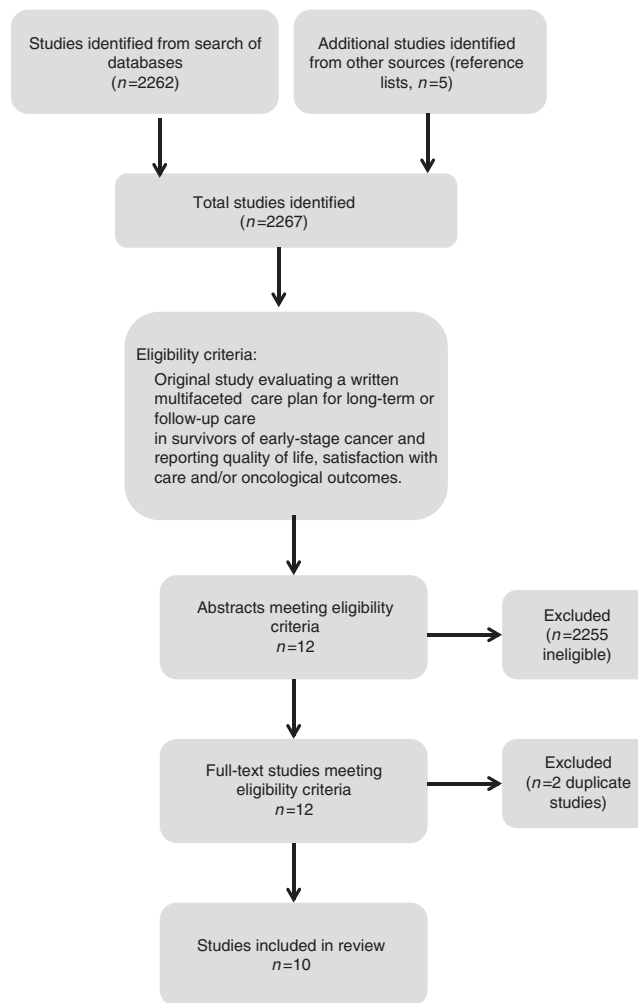 Studies identified from search of
databases
(n=2262)
Additional studies identified
from other sources (reference
lists, n=5)
Total studies identified
(n=2267)
Eligibility criteria:
Original study evaluating a written
multifaceted care plan for long-term or
follow-up care
in survivors of early-stage cancer and
reporting quality of life, satisfaction with
care and/or oncological outcomes.
Abstracts meeting eligibility
criteria
n=12
Excluded
(n=2255
ineligible)
Full-text studies meeting
eligibility criteria
n=12
Excluded
(n=2 duplicate
studies)
Studies included in review
n=10